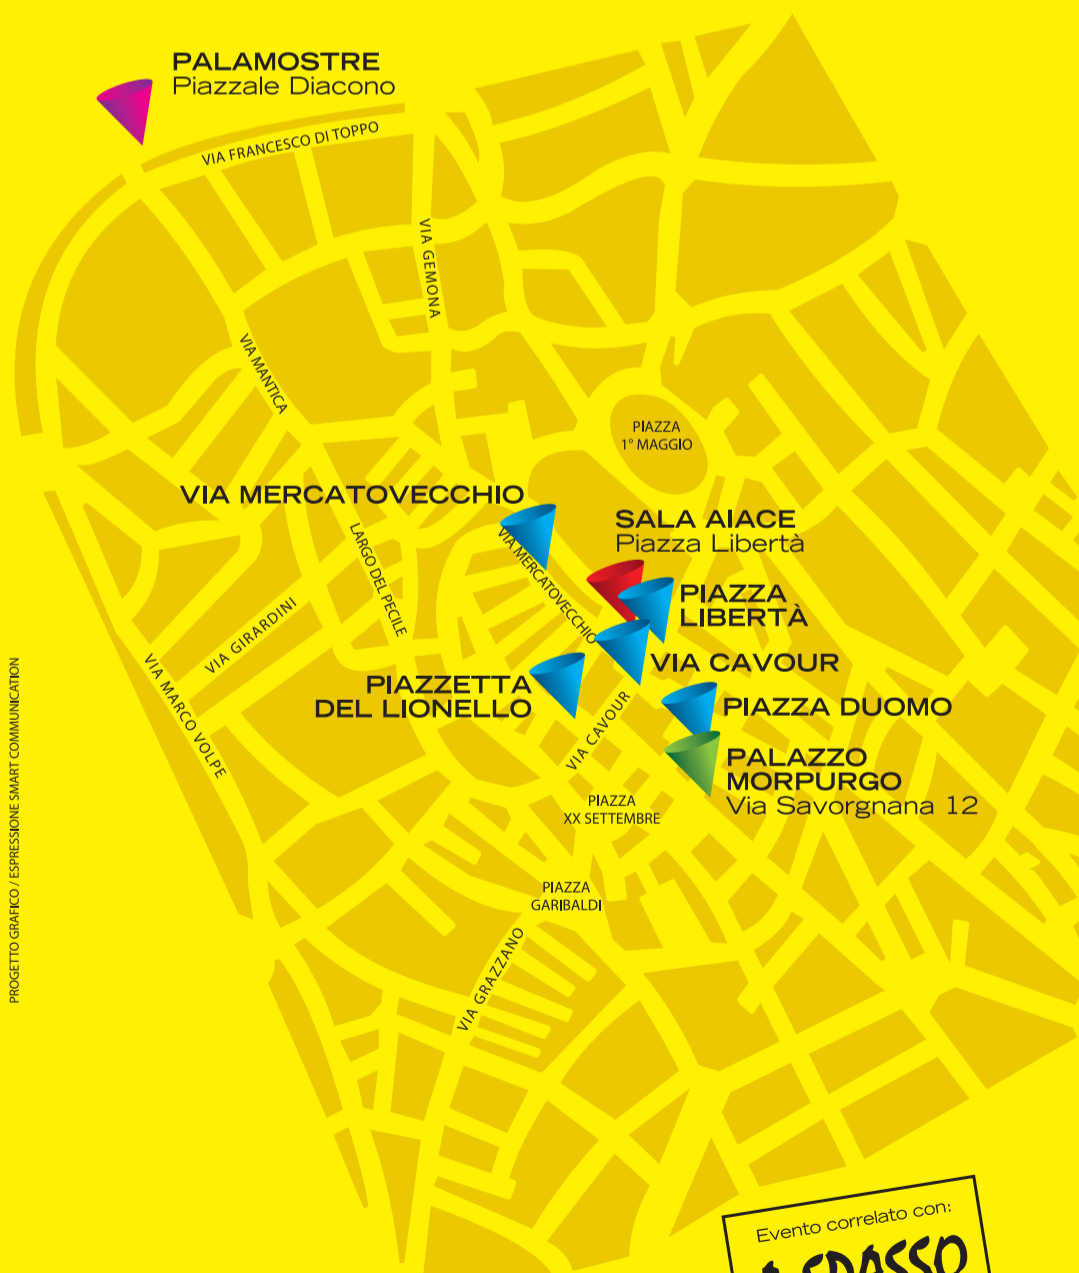 PALAMOSTRE
Piazzale Diacono
VIA FRANCESCO DI TOPPO
VIA GEMONA
VIA MANTICA
PIAZZA
1° MAGGIO
VIA MERCATOVECCHIO
SALA AIACE
Piazza Libertà
VIA MERCATOVECCHIO
LARGO DEL PECILE
PIAZZA
LIBERTÀ
VIA GIRARDINI
VIA CAVOUR
VIA MARCO VOLPE
PIAZZETTA
DEL LIONELLO
VIA CAVOUR
PIAZZA DUOMO
PALAZZO
MORPURGO
Via Savorgnana 12
PIAZZA
XX SETTEMBRE
PIAZZA
GARIBALDI
VIA GRAZZANO
PROGETTO GRAFICO / ESPRESSIONE SMART COMMUNICATION
Evento correlato con:
A SPASSO